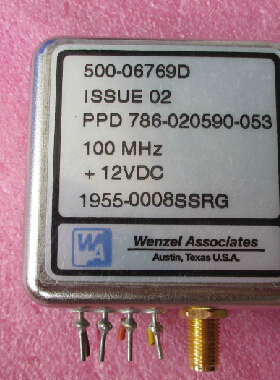 500-06769D
ISSUE 02
PPD 786-020590-053
100 MHz
+ 12VDC
1955-0008SSRG
WA
Wenzel Associates
Austin, Texas U.S.A.